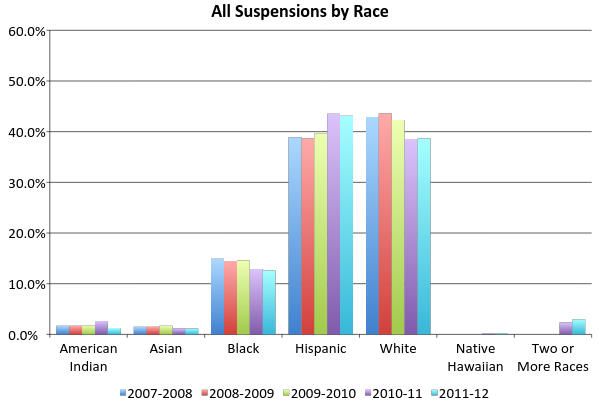 All Suspensions by Race
60.0%
50.0%
40.0%
30.0%
20.0%
10.0%
0.0%
American Indian
Asian
Black
Hispanic
White
Native Hawaiian
Two or More Races
2007-2008 2008-2009 2009-2010 2010-11 2011-12